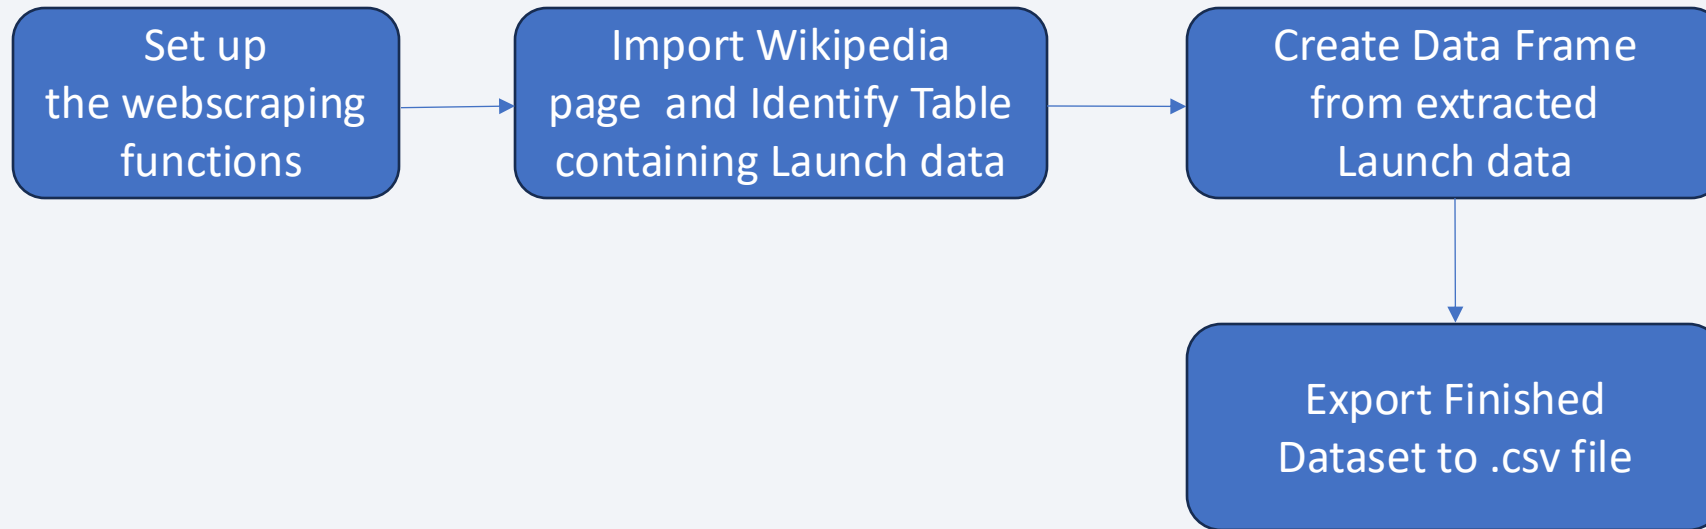 Set up
the webscraping
functions
Import Wikipedia
page  and Identify Table
containing Launch data
Create Data Frame
from extracted
Launch data
Export Finished
Dataset to .csv file